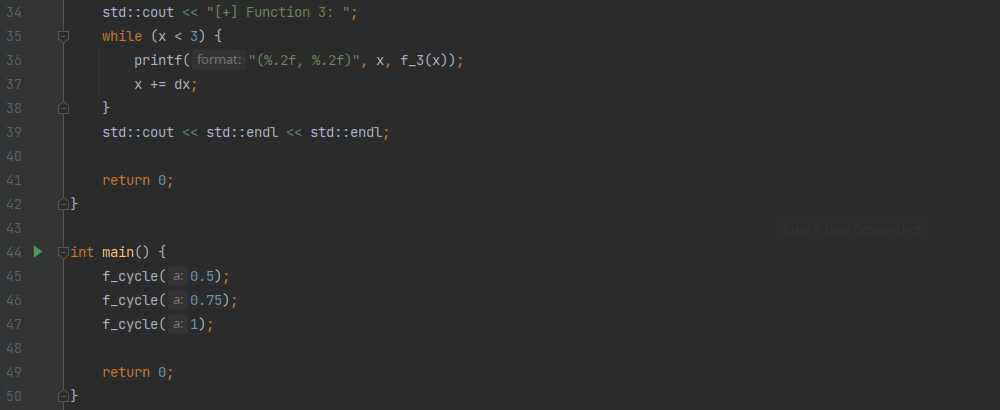 34 std::cout << "[+] Function 3: ";
35 while (x < 3) {
36 printf( format: "(%.2f, %.2f)", x, f_3(x));
37 x += dx;
38 }
39 std::cout << std::endl << std::endl;
40
41 return 0;
42 }
43
Take a New Screenshot
44 int main() {
45 f_cycle( a: 0.5);
46 f_cycle( a: 0.75);
47 f_cycle( a: 1);
48
49 return 0;
50 }